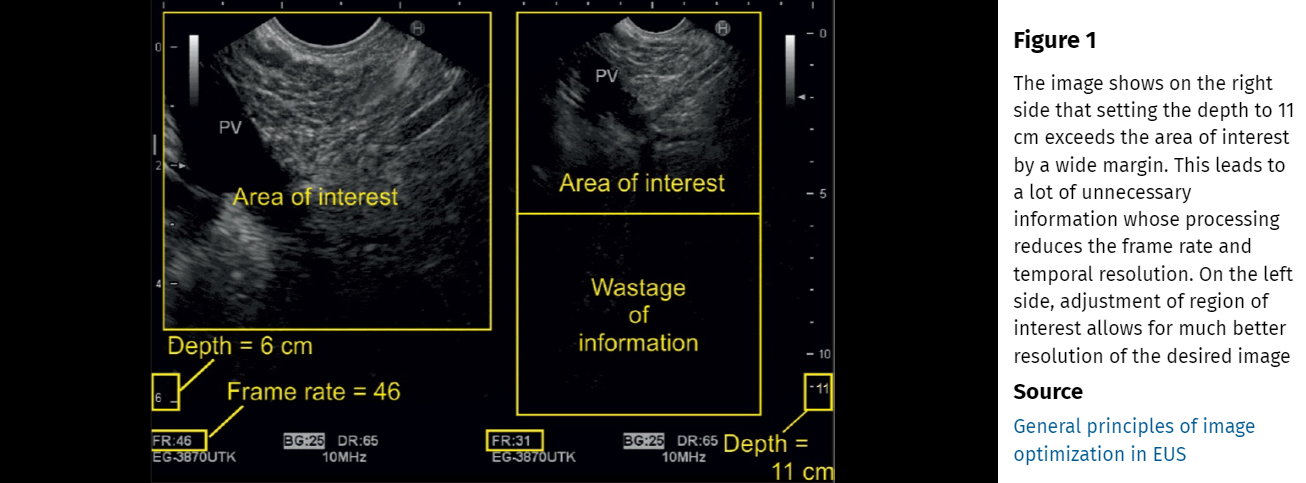 0
H
PV
2
Area of interest
4
Depth = 6 cm
6
Frame rate = 46
FR:46
BG:25
DR:65
EG-3870UTK
10MHz
H
0
PV
Area of interest
5
Wastage
of
information
10
11
FR:31
BG:25
DR:65
EG-3870UTK
10MHz
Depth =
11 cm
Figure 1
The image shows on the right
side that setting the depth to 11
cm exceeds the area of interest
by a wide margin. This leads to
a lot of unnecessary
information whose processing
reduces the frame rate and
temporal resolution. On the left
side, adjustment of region of
interest allows for much better
resolution of the desired image
Source
General principles of image
optimization in EUS